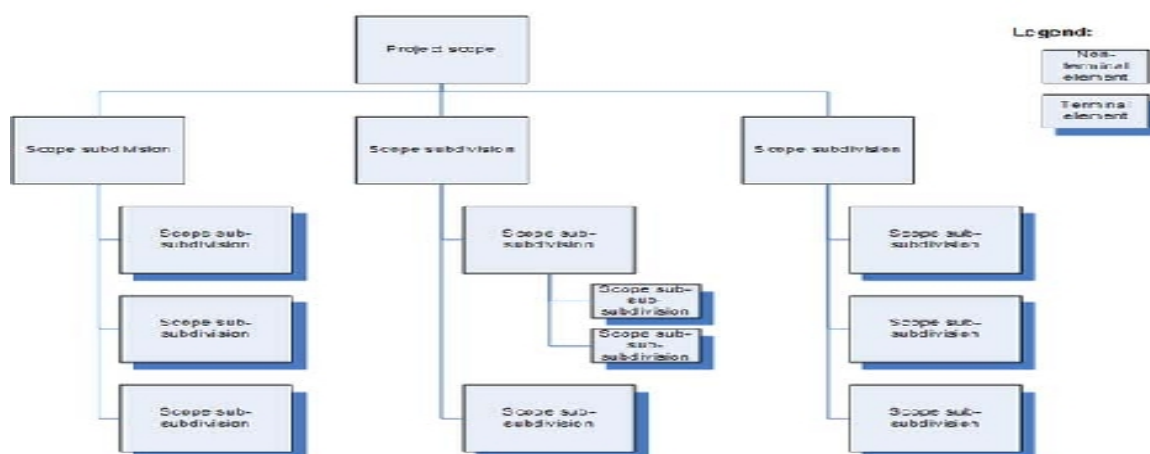 Project scope
Legend:
Non-
terminal
element
Terminal
element
Scope subdivision
Scope subdivision
Scope subdivision
Scope sub-
subdivision
Scope sub-
subdivision
Scope sub-
subdivision
Scope sub-
subdivision
Scope sub-
sub-
subdivision
Scope sub-
sub-
subdivision
Scope sub-
subdivision
Scope sub-
subdivision
Scope sub-
subdivision
Scope sub-
subdivision